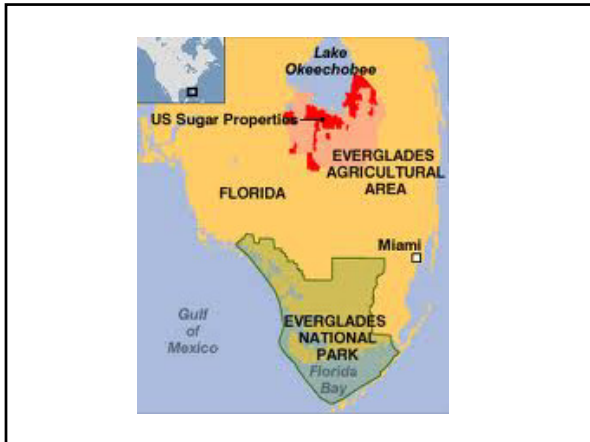 Lake
Okeechobee
US Sugar Properties
EVERGLADES
AGRICULTURAL
AREA
FLORIDA
Miami
Gulf
of
Mexico
EVERGLADES
NATIONAL
PARK
Florida
Bay